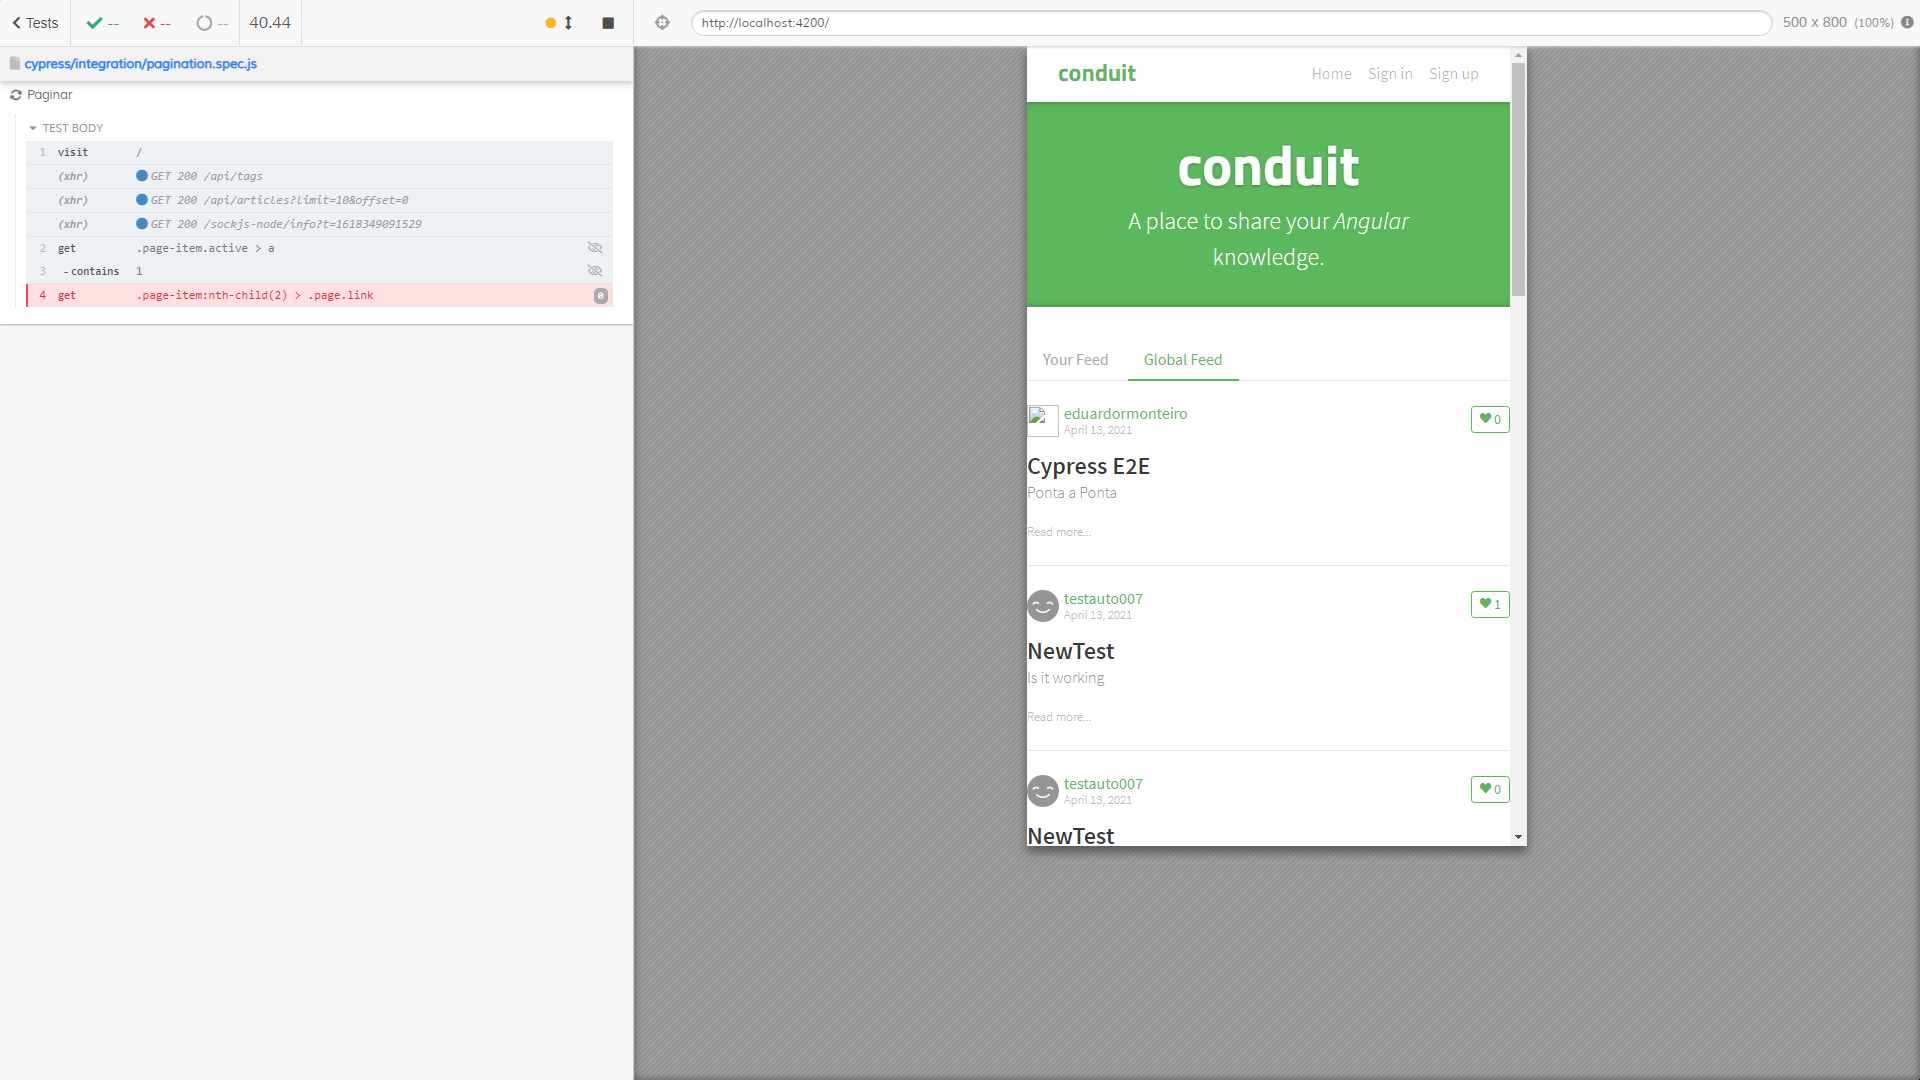 Tests
--
--
--
40.44
http://localhost:4200/
500 x 800 (100%)
cypress/integration/pagination.spec.js
Paginar
TEST BODY
1 visit /
(xhr) GET 200 /api/tags
(xhr) GET 200 /api/articles?limit=10&offset=0
(xhr) GET 200 /sockjs-node/info?t=1618349091529
2 get .page-item.active > a
3 -contains 1
4 get .page-item:nth-child(2) > .page.link 0
conduit
Home Sign in Sign up
conduit
A place to share your Angular
knowledge.
Your Feed Global Feed
eduardormonteiro
April 13, 2021
0
Cypress E2E
Ponta a Ponta
Read more...
testauto007
April 13, 2021
1
NewTest
Is it working
Read more...
testauto007
April 13, 2021
0
NewTest